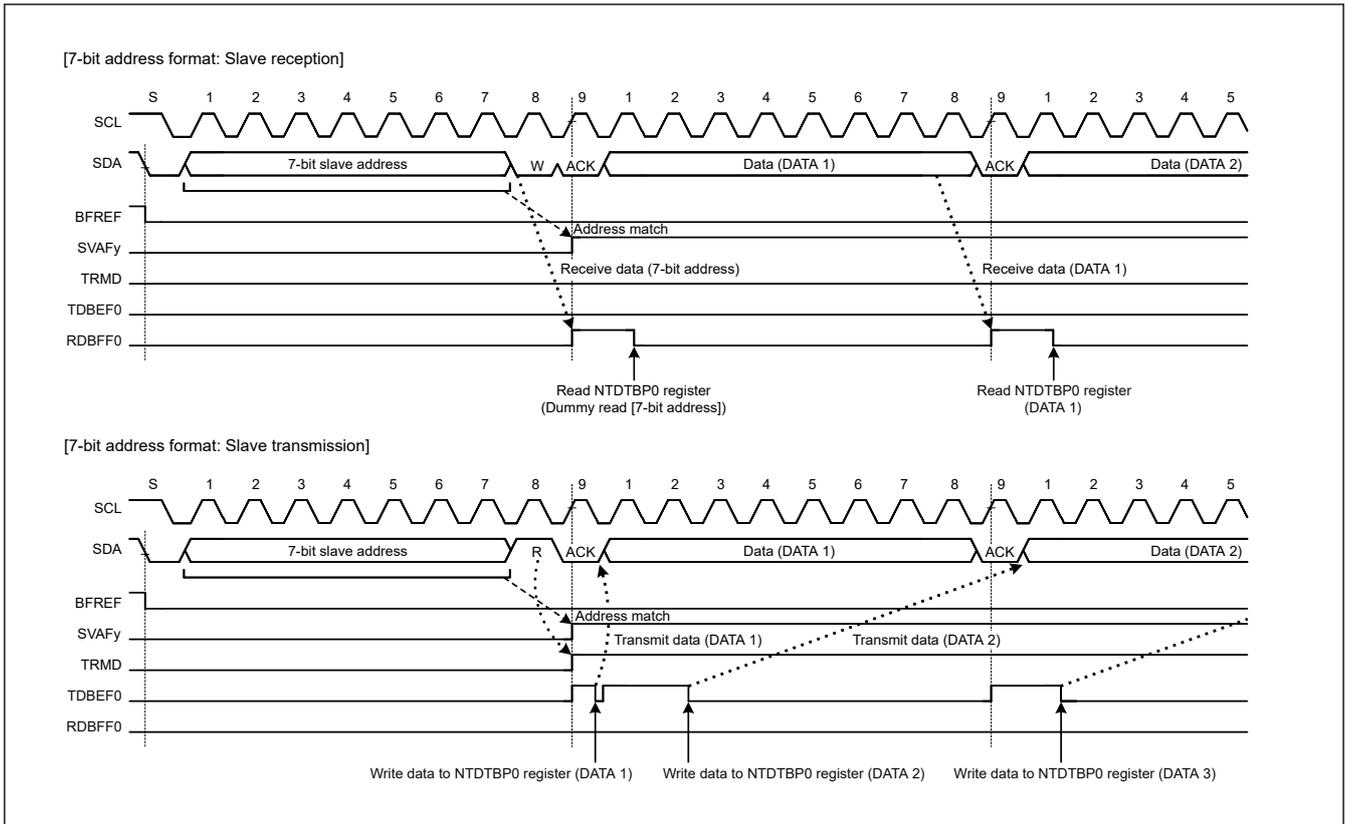 [7-bit address format: Slave reception]
S 1 2 3 4 5 6 7 8 9 1 2 3 4 5 6 7 8 9 1 2 3 4 5
SCL
SDA 7-bit slave address W ACK Data (DATA 1) ACK Data (DATA 2)
BFREF
Address match
SVAFy
Receive data (7-bit address) Receive data (DATA 1)
TRMD
TDBEF0
RDBFF0
Read NTDTBP0 register Read NTDTBP0 register
(Dummy read [7-bit address]) (DATA 1)
[7-bit address format: Slave transmission]
S 1 2 3 4 5 6 7 8 9 1 2 3 4 5 6 7 8 9 1 2 3 4 5
SCL
SDA 7-bit slave address R ACK Data (DATA 1) ACK Data (DATA 2)
BFREF
Address match
SVAFy
Transmit data (DATA 1) Transmit data (DATA 2)
TRMD
TDBEF0
RDBFF0
Write data to NTDTBP0 register (DATA 1) Write data to NTDTBP0 register (DATA 2) Write data to NTDTBP0 register (DATA 3)